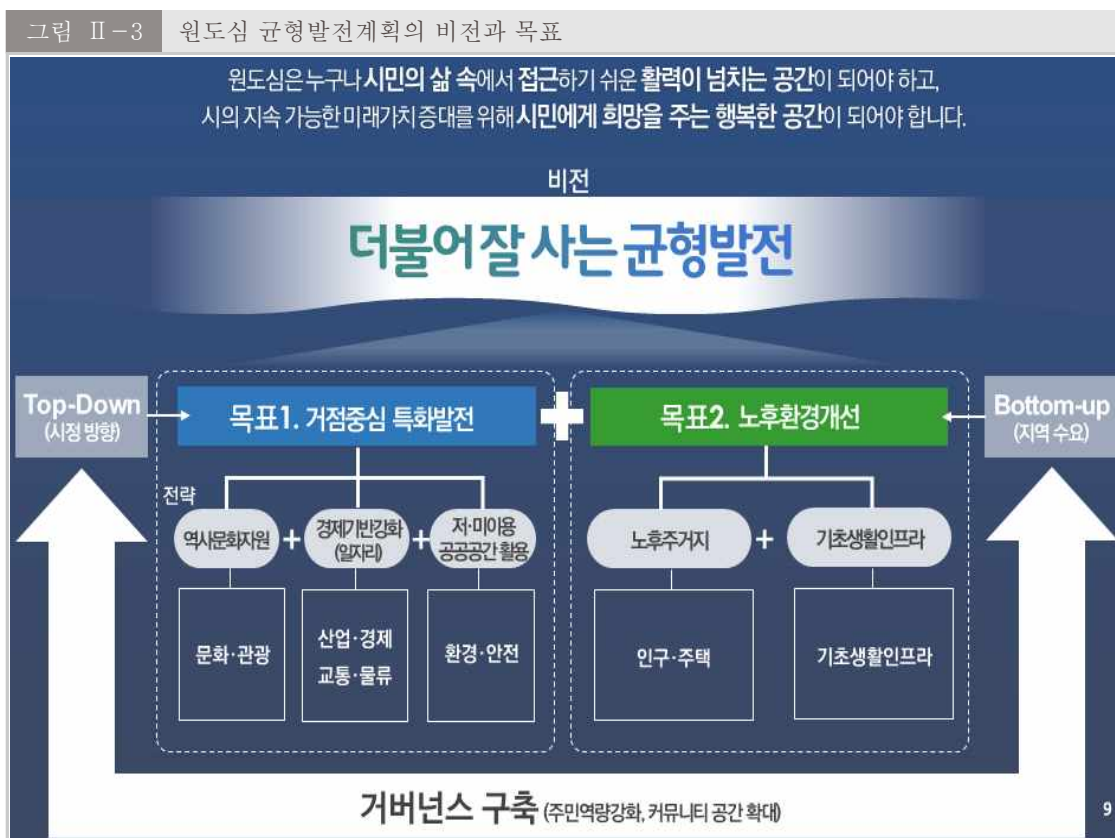 그림 Ⅱ-3 원도심 균형발전계획의 비전과 목표
원도심은 누구나 시민의 삶 속에서 접근하기 쉬운 활력이 넘치는 공간이 되어야 하고,
시의 지속 가능한 미래가치 증대를 위해 시민에게 희망을 주는 행복한 공간이 되어야 합니다.
비전
더불어 잘 사는 균형발전
Top-Down
(시정 방향)
목표1. 거점중심 특화발전
+
목표2. 노후환경개선
Bottom-up
(지역 수요)
전략
역사문화자원
+
경제기반강화
(일자리)
+
저·미이용
공공공간 활용
노후주거지
+
기초생활인프라
문화·관광
산업·경제
교통·물류
환경·안전
인구·주택
기초생활인프라
거버넌스 구축 (주민역량강화, 커뮤니티 공간 확대)
9